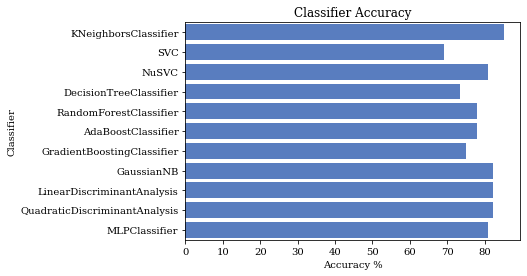 Classifier Accuracy
Classifier
KNeighborsClassifier
SVC
NuSVC
DecisionTreeClassifier
RandomForestClassifier
AdaBoostClassifier
GradientBoostingClassifier
GaussianNB
LinearDiscriminantAnalysis
QuadraticDiscriminantAnalysis
MLPClassifier
0 10 20 30 40 50 60 70 80
Accuracy %